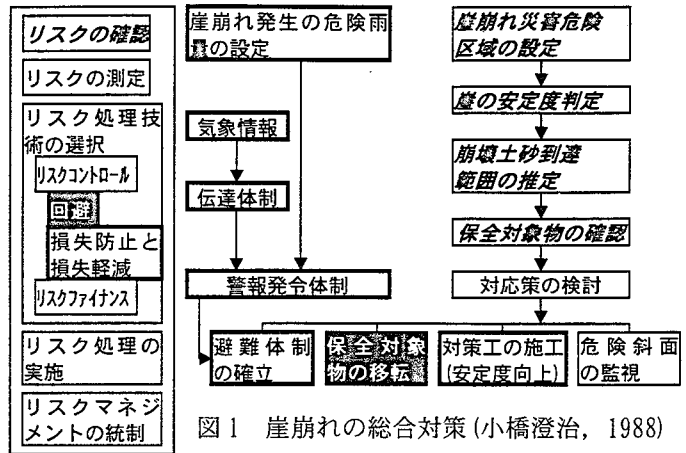 リスクの確認
リスクの測定
リスク処理技
術の選択
リスクコントロール
回避
損失防止と
損失軽減
リスクファイナンス
リスク処理の
実施
リスクマネジ
メントの統制
崖崩れ発生の危険雨
量の設定
気象情報
伝達体制
警報発令体制
崖崩れ災害危険
区域の設定
崖の安定度判定
崩壊土砂到達
範囲の推定
保全対象物の確認
対応策の検討
避難体制
の確立
保全対象
物の移転
対策工の施工
(安定度向上)
危険斜面
の監視
図1 崖崩れの総合対策(小橋澄治, 1988)